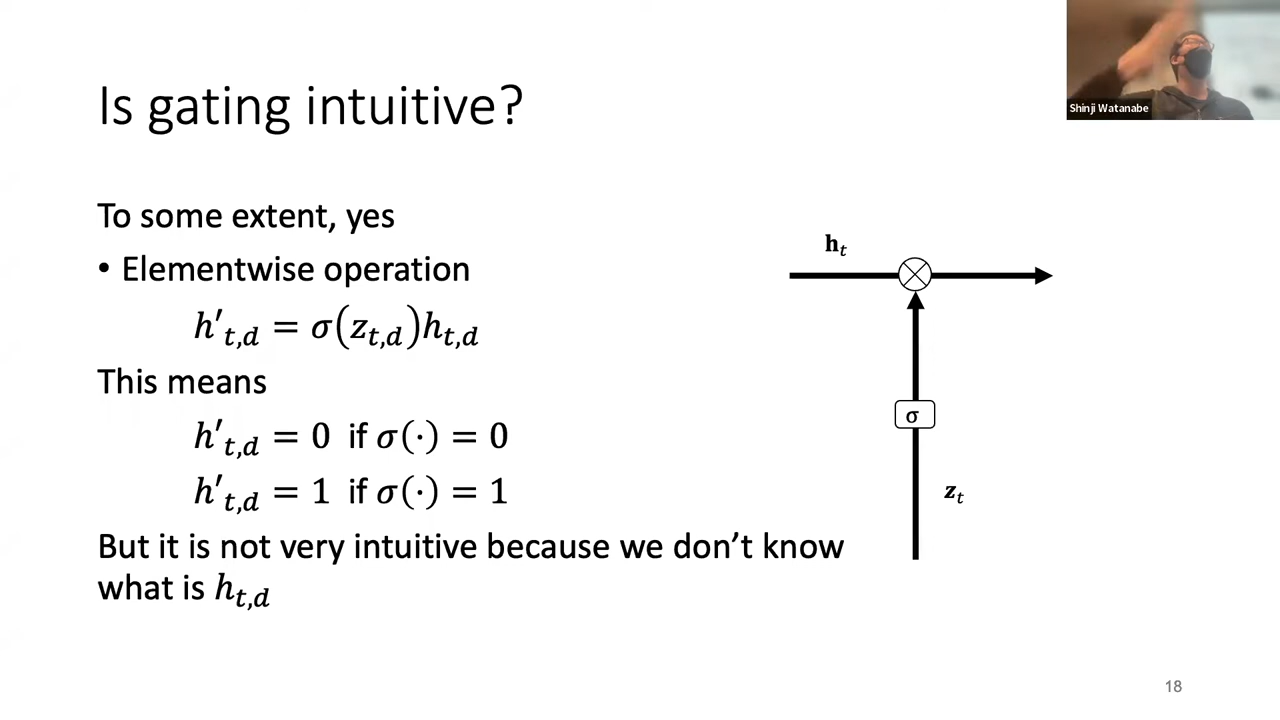 Is gating intuitive?
Shinji Watanabe
To some extent, yes
• Elementwise operation
h′ₜ,d = σ(zₜ,d)hₜ,d
This means
h′ₜ,d = 0 if σ(·) = 0
h′ₜ,d = 1 if σ(·) = 1
But it is not very intuitive because we don’t know
what is hₜ,d
hₜ
σ
zₜ
18